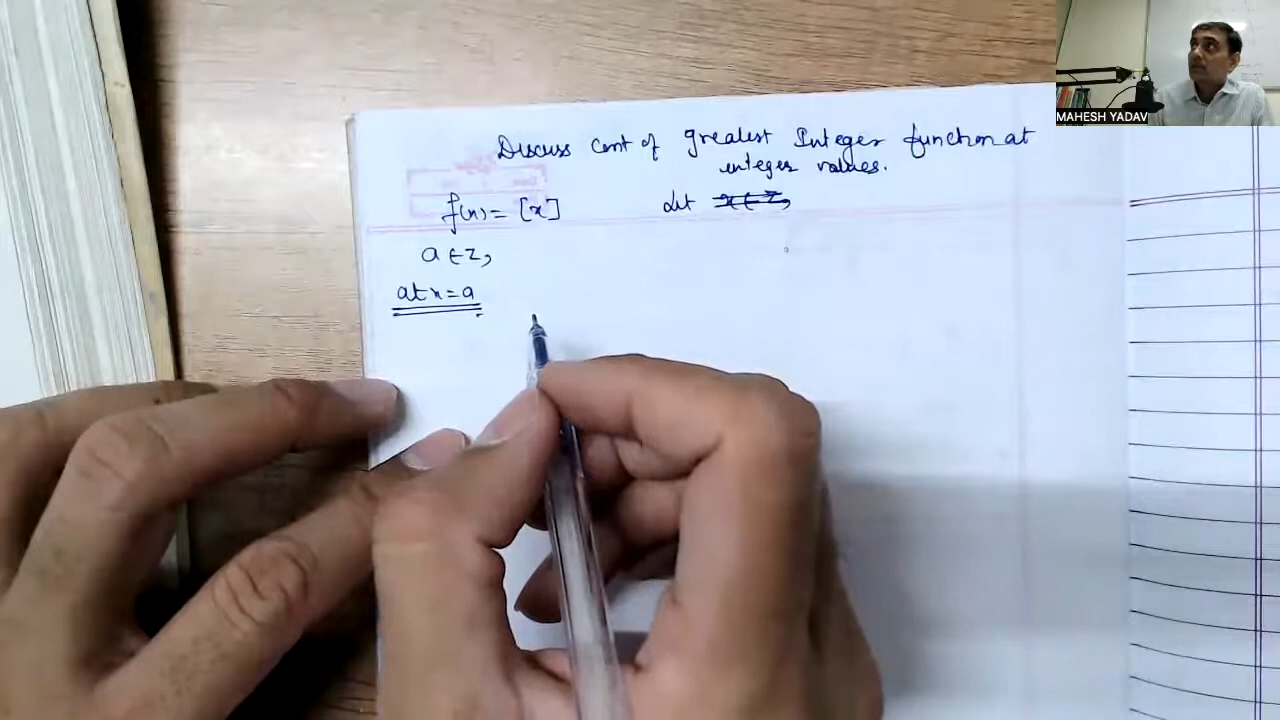 Discuss cont of greatest Integer function at
integer values.
f(x) = [x]
Let x ∈ Z,
a ∈ Z,
at x = a
MAHESH YADAV